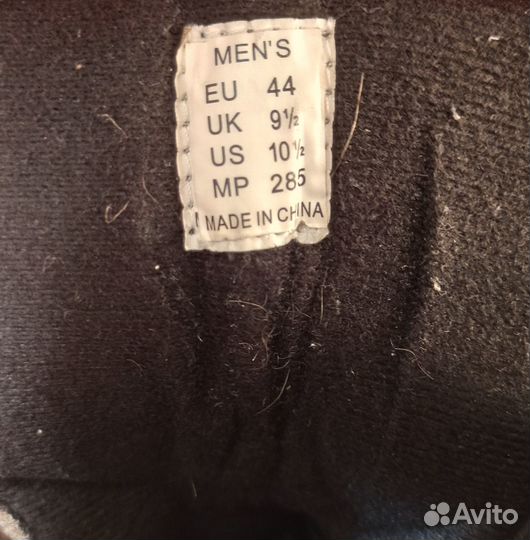 MEN'S
EU 44
UK 9½
US 10½
MP 285
MADE IN CHINA
Avito